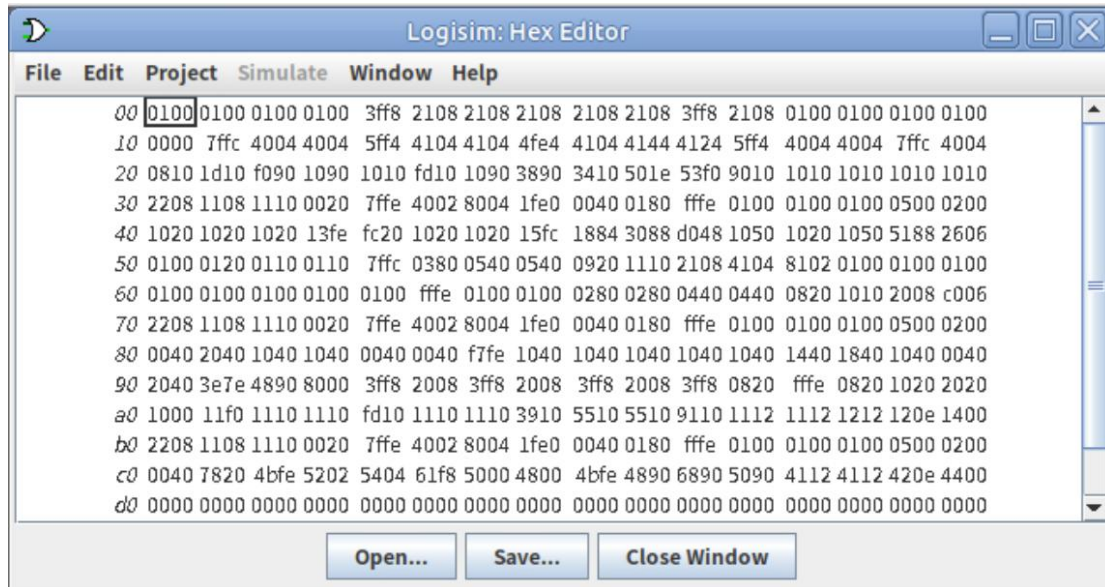 Logisim: Hex Editor
File Edit Project Simulate Window Help
00 0100 0100 0100 0100 3ff8 2108 2108 2108 2108 2108 3ff8 2108 0100 0100 0100 0100
10 0000 7ffc 4004 4004 5ff4 4104 4104 4fe4 4104 4144 4124 5ff4 4004 4004 7ffc 4004
20 0810 1d10 f090 1090 1010 fd10 1090 3890 3410 501e 53f0 9010 1010 1010 1010 1010
30 2208 1108 1110 0020 7ffe 4002 8004 1fe0 0040 0180 fffe 0100 0100 0100 0500 0200
40 1020 1020 1020 13fe fc20 1020 1020 15fc 1884 3088 d048 1050 1020 1050 5188 2606
50 0100 0120 0110 0110 7ffc 0380 0540 0540 0920 1110 2108 4104 8102 0100 0100 0100
60 0100 0100 0100 0100 0100 fffe 0100 0100 0280 0280 0440 0440 0820 1010 2008 c006
70 2208 1108 1110 0020 7ffe 4002 8004 1fe0 0040 0180 fffe 0100 0100 0100 0500 0200
80 0040 2040 1040 1040 0040 0040 f7fe 1040 1040 1040 1040 1040 1440 1840 1040 0040
90 2040 3e7e 4890 8000 3ff8 2008 3ff8 2008 3ff8 2008 3ff8 0820 fffe 0820 1020 2020
a0 1000 11f0 1110 1110 fd10 1110 1110 3910 5510 5510 9110 1112 1112 1212 120e 1400
b0 2208 1108 1110 0020 7ffe 4002 8004 1fe0 0040 0180 fffe 0100 0100 0100 0500 0200
c0 0040 7820 4bfe 5202 5404 61f8 5000 4800 4bfe 4890 6890 5090 4112 4112 420e 4400
d0 0000 0000 0000 0000 0000 0000 0000 0000 0000 0000 0000 0000 0000 0000 0000 0000
Open... Save... Close Window